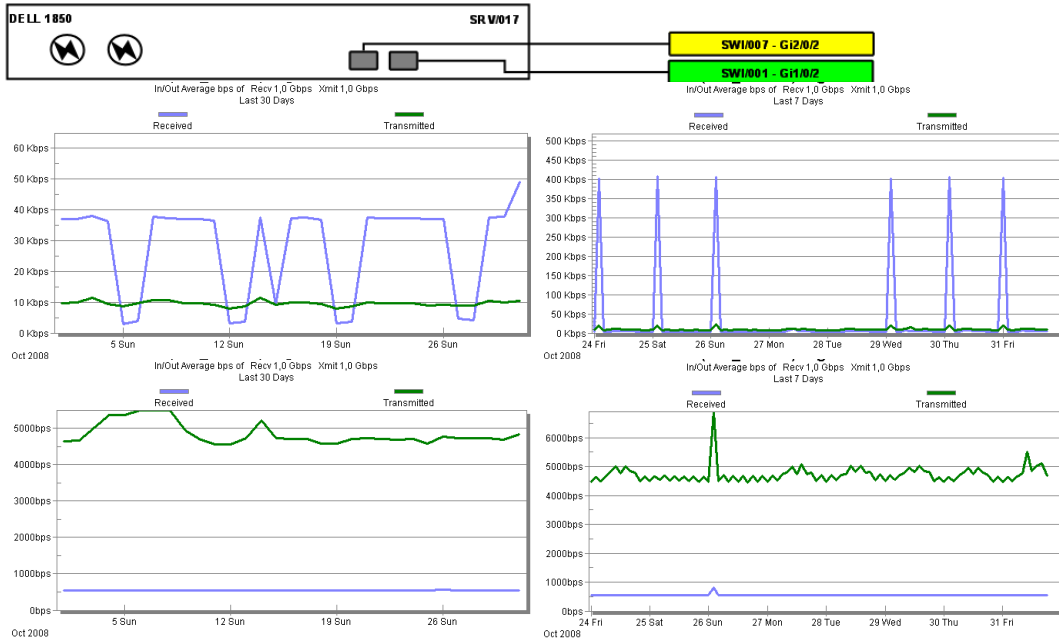 DELL 1850
SRV/017
SWI/007 - Gi2/0/2
SWI/001 - Gi1/0/2
In/Out Average bps of Recv 1,0 Gbps Xmit 1,0 Gbps
Last 30 Days
Received Transmitted
60 Kbps
50 Kbps
40 Kbps
30 Kbps
20 Kbps
10 Kbps
0 Kbps
5 Sun 12 Sun 19 Sun 26 Sun
Oct 2008
In/Out Average bps of Recv 1,0 Gbps Xmit 1,0 Gbps
Last 7 Days
Received Transmitted
500 Kbps
450 Kbps
400 Kbps
350 Kbps
300 Kbps
250 Kbps
200 Kbps
150 Kbps
100 Kbps
50 Kbps
0 Kbps
24 Fri 25 Sat 26 Sun 27 Mon 28 Tue 29 Wed 30 Thu 31 Fri
Oct 2008
In/Out Average bps of Recv 1,0 Gbps Xmit 1,0 Gbps
Last 30 Days
Received Transmitted
5000bps
4000bps
3000bps
2000bps
1000bps
0bps
5 Sun 12 Sun 19 Sun 26 Sun
Oct 2008
In/Out Average bps of Recv 1,0 Gbps Xmit 1,0 Gbps
Last 7 Days
Received Transmitted
6000bps
5000bps
4000bps
3000bps
2000bps
1000bps
0bps
24 Fri 25 Sat 26 Sun 27 Mon 28 Tue 29 Wed 30 Thu 31 Fri
Oct 2008